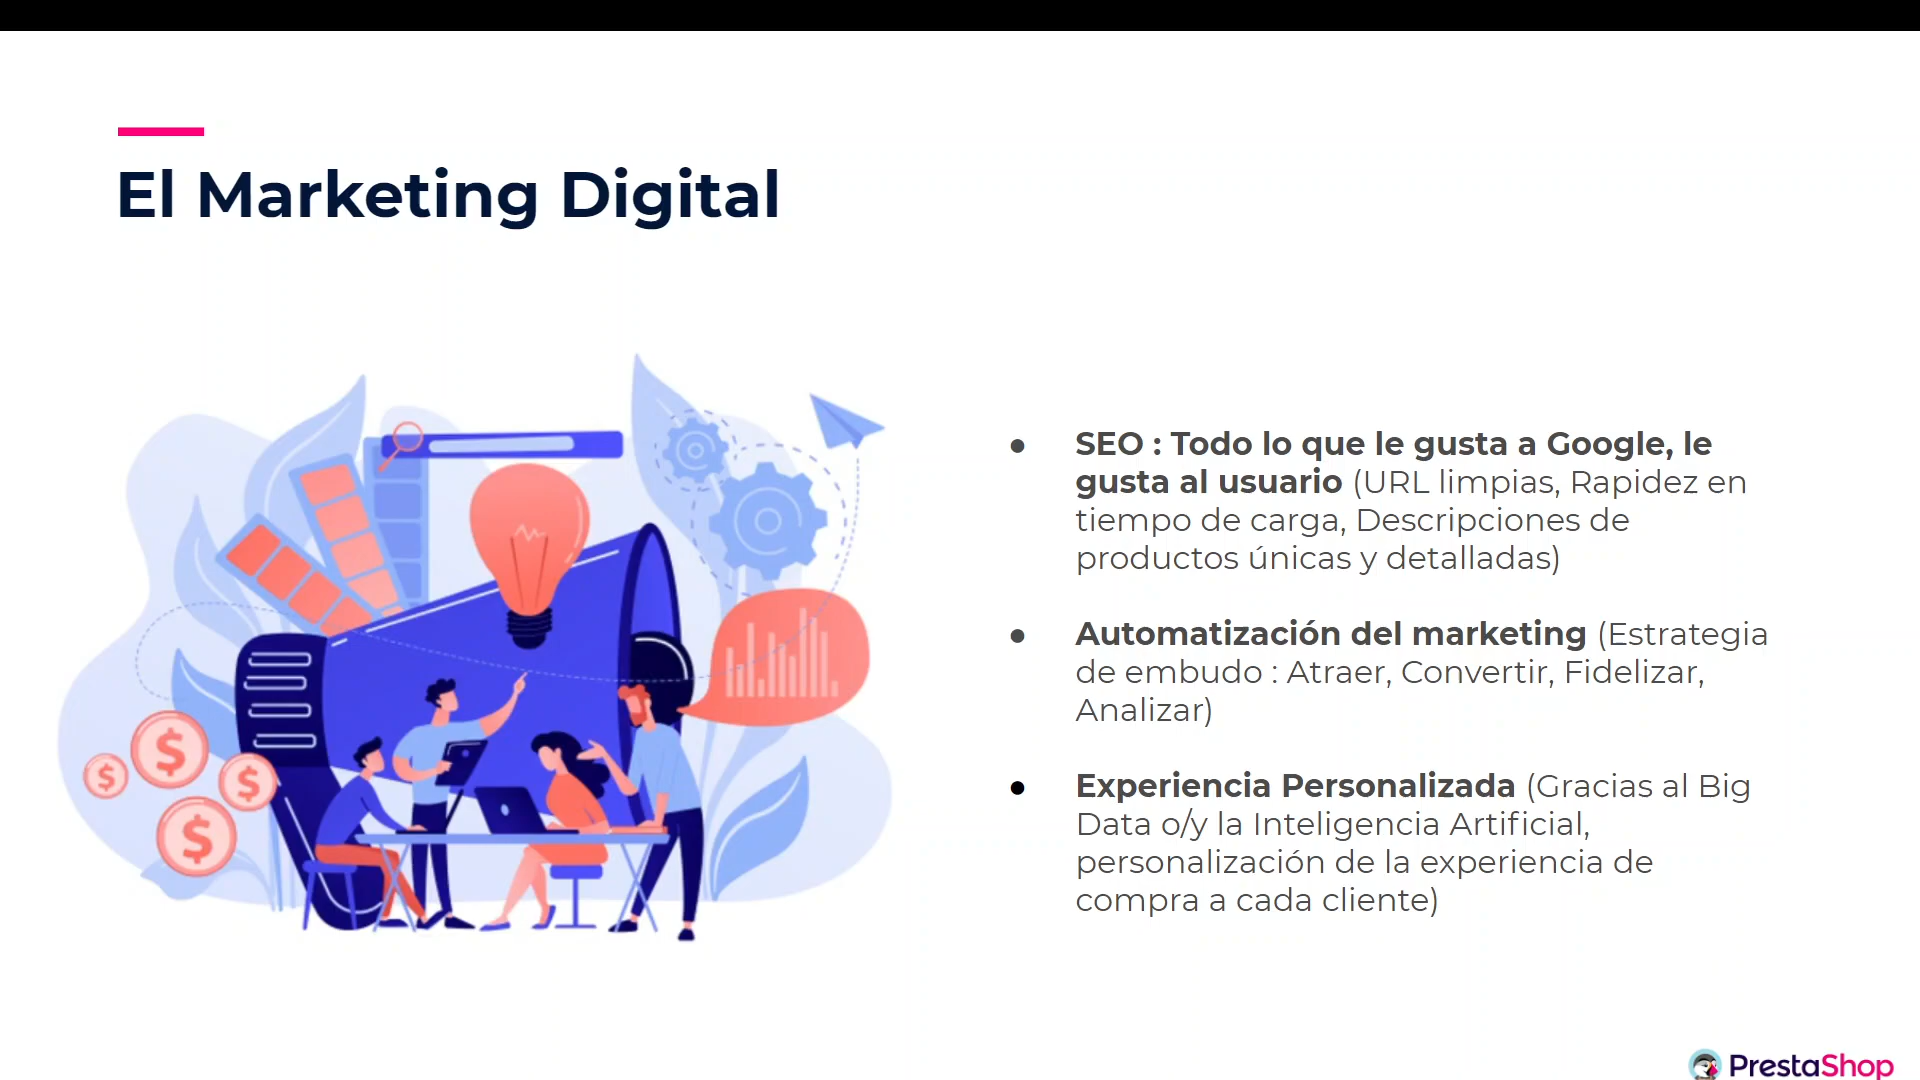 El Marketing Digital
● SEO : Todo lo que le gusta a Google, le
gusta al usuario (URL limpias, Rapidez en
tiempo de carga, Descripciones de
productos únicas y detalladas)
● Automatización del marketing (Estrategia
de embudo : Atraer, Convertir, Fidelizar,
Analizar)
● Experiencia Personalizada (Gracias al Big
Data o/y la Inteligencia Artificial,
personalización de la experiencia de
compra a cada cliente)
$
$
$
$
PrestaShop